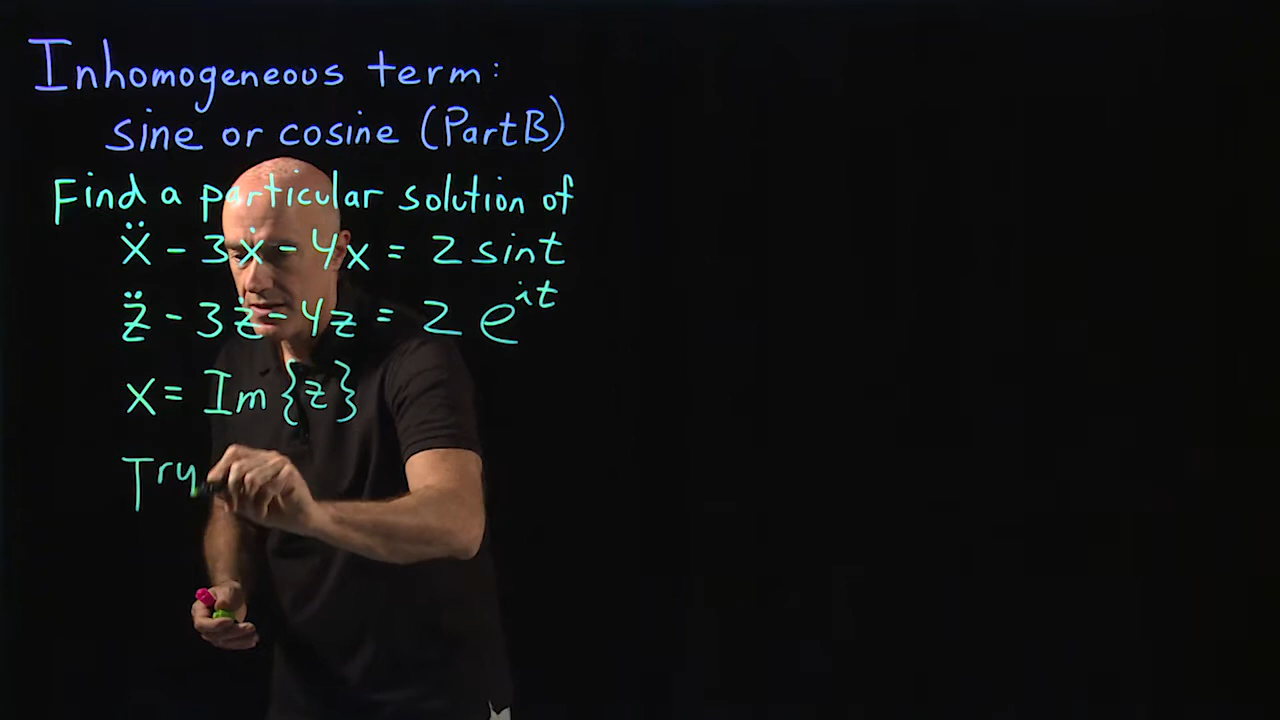 Inhomogeneous term:
sine or cosine (Part B)
Find a particular solution of
ẍ - 3ẋ - 4x = 2 sint
z̈ - 3ż - 4z = 2 e^{it}
x = Im {z}
Try